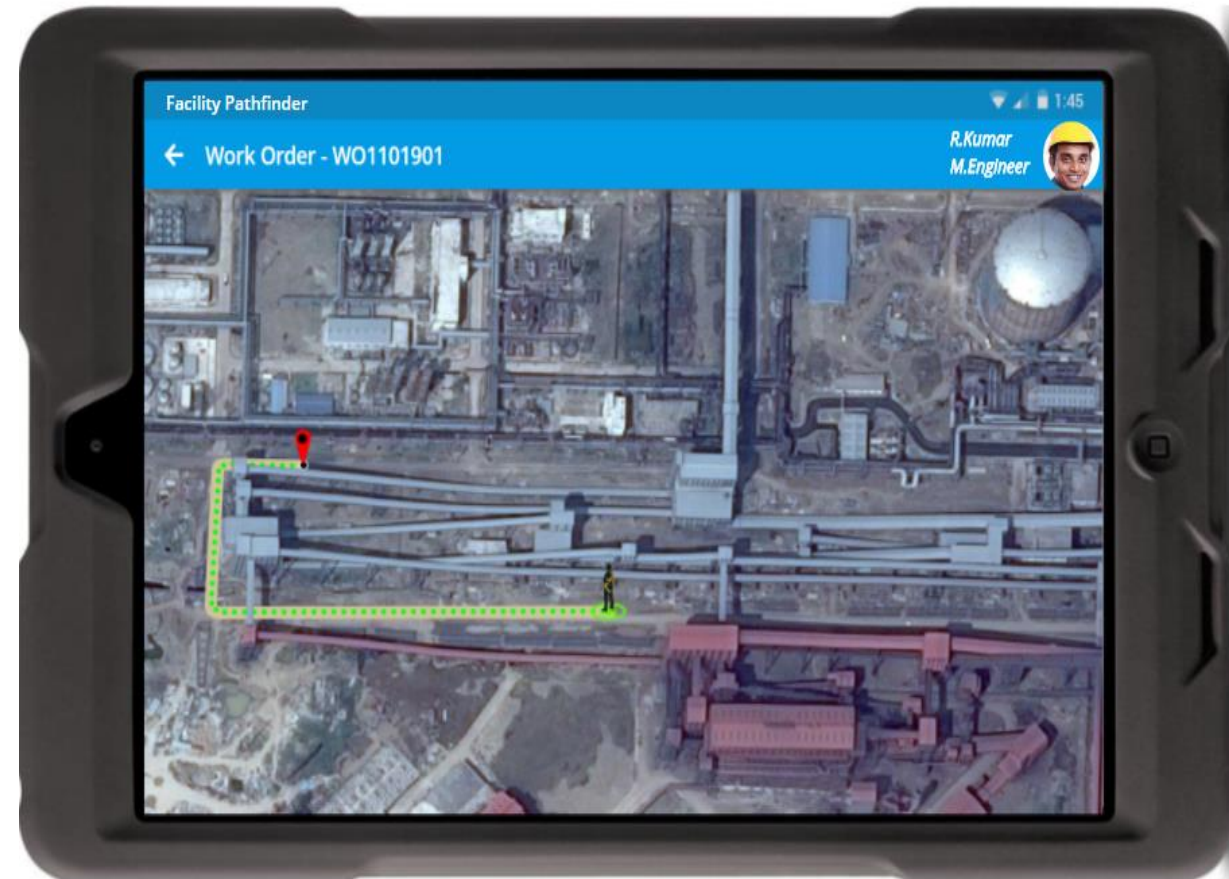 Facility Pathfinder
1:45
Work Order - WO1101901
R.Kumar
M.Engineer